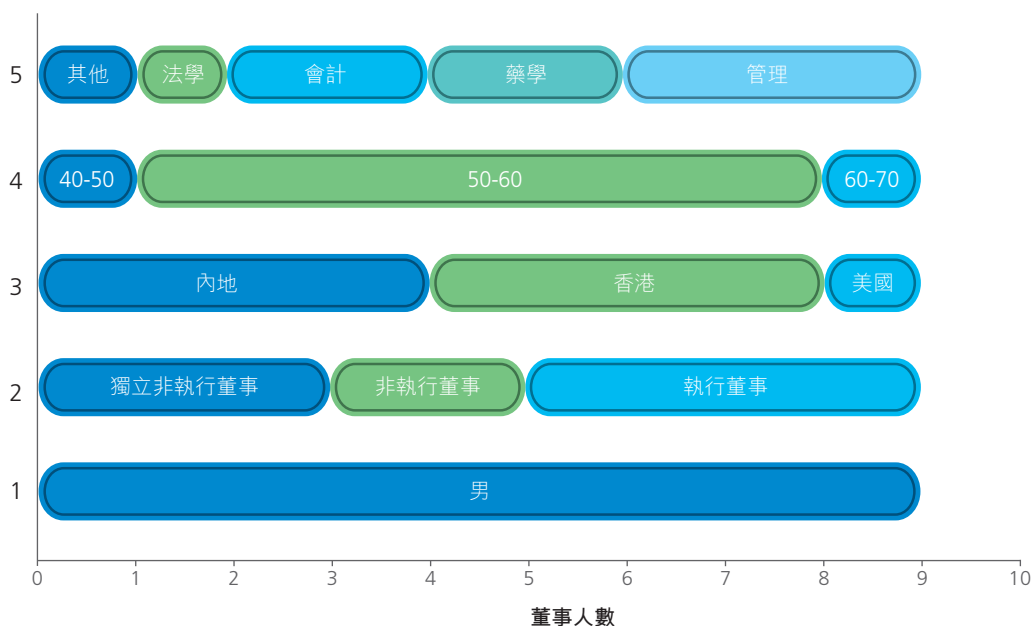 5 其他 法學 會計 藥學 管理
4 40-50 50-60 60-70
3 內地 香港 美國
2 獨立非執行董事 非執行董事 執行董事
1 男
0 1 2 3 4 5 6 7 8 9 10
董事人數